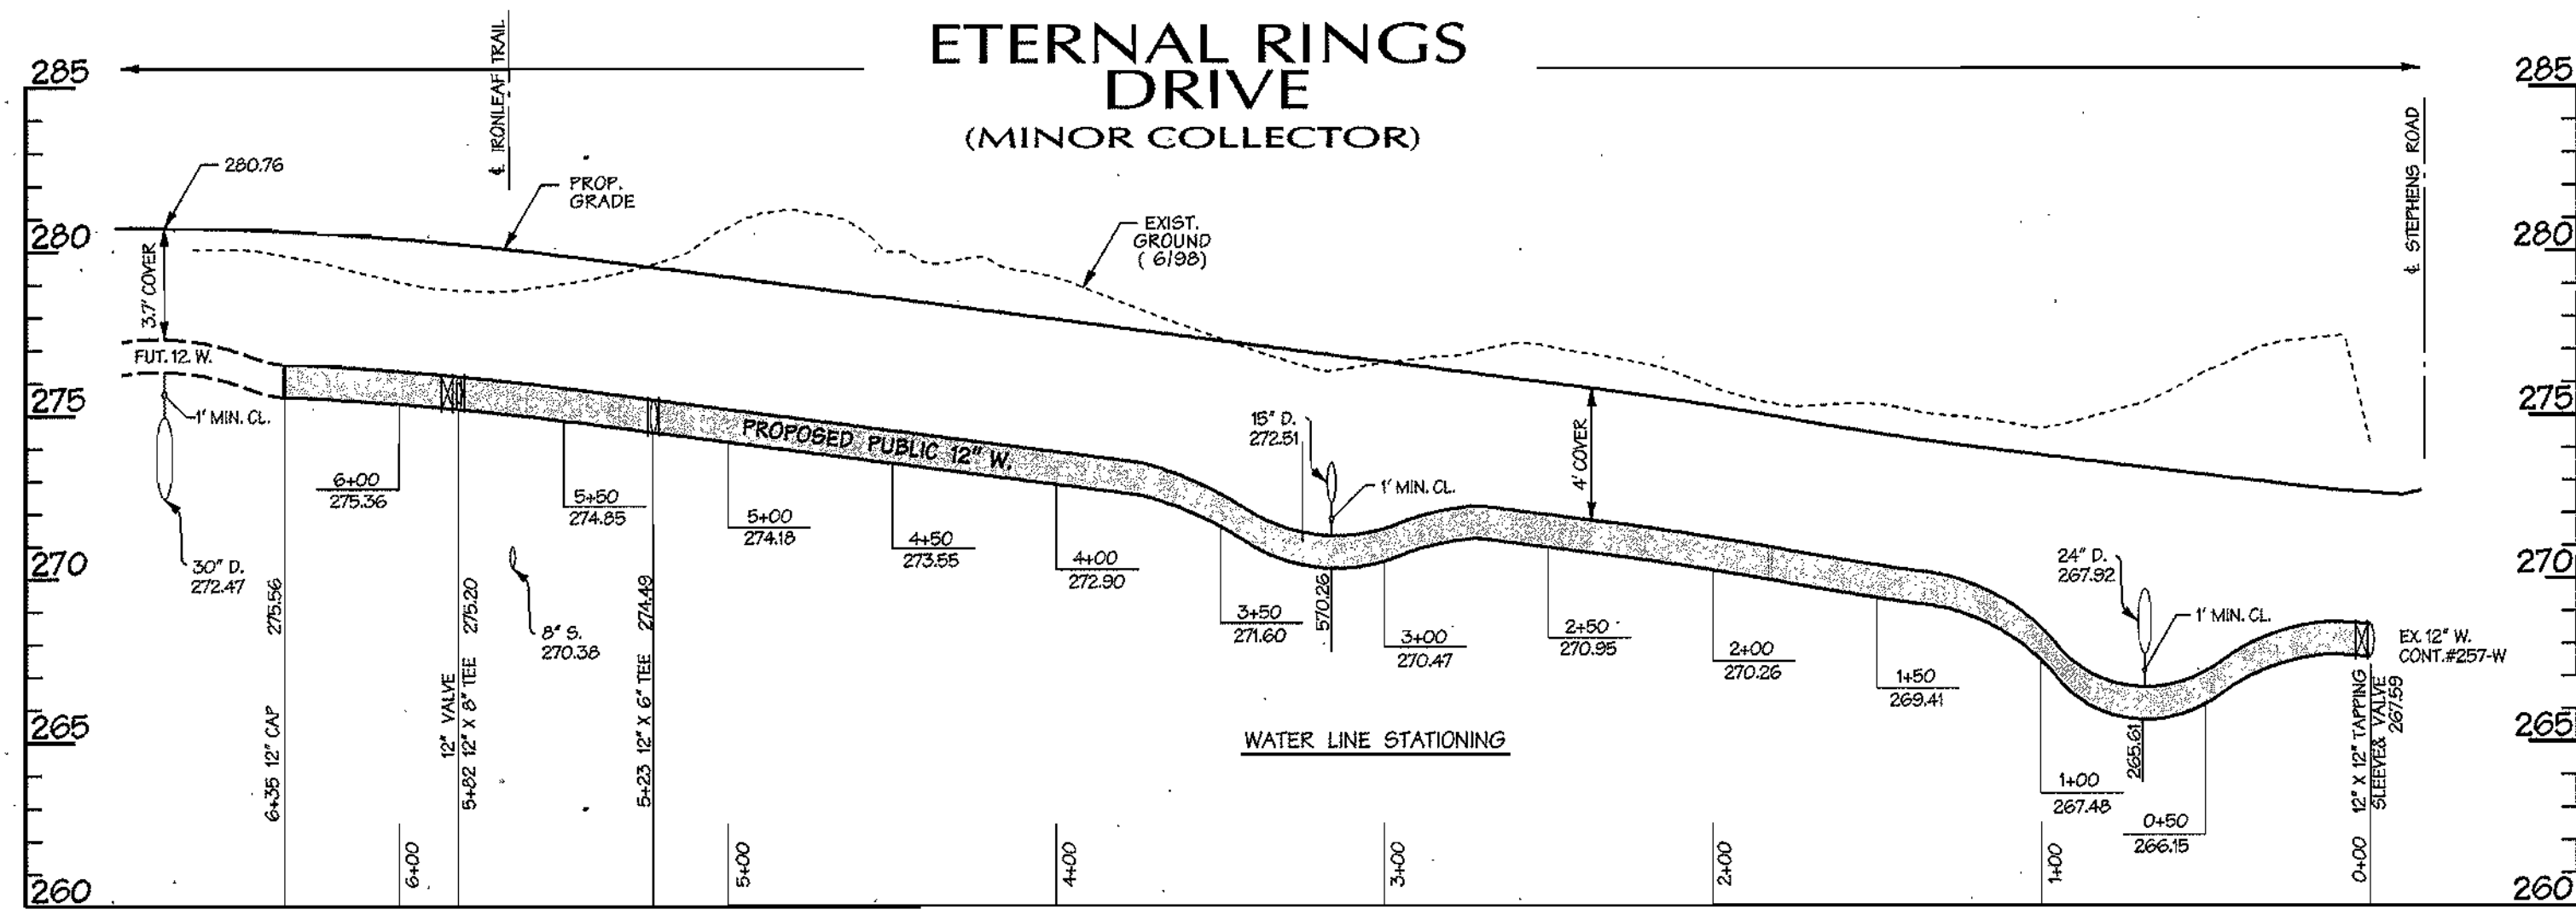 ETERNAL RINGS
DRIVE
(MINOR COLLECTOR)
285
285
℄ IRONLEAF TRAIL
℄ STEPHENS ROAD
280.76
PROP.
GRADE
EXIST.
GROUND
( 6/98)
280
280
3.7' COVER
FUT. 12. W.
275
275
1' MIN. CL.
PROPOSED PUBLIC 12" W.
15" D.
272.51
1' MIN. CL.
4' COVER
6+00
275.36
5+50
274.85
5+00
274.18
4+50
273.55
4+00
272.90
3+50
271.60
570.26
3+00
270.47
2+50
270.95
2+00
270.26
1+50
269.41
270
270
30" D.
272.47
8" S.
270.38
24" D.
267.92
1' MIN. CL.
EX. 12" W.
CONT.#257-W
6+35 12" CAP 275.56
12" VALVE
5+82 12" X 8" TEE 275.20
5+23 12" X 6" TEE 274.49
265
265
WATER LINE STATIONING
265.61
1+00
267.48
0+50
266.15
0+00 12" X 12" TAPPING
SLEEVE& VALVE
267.59
6+00
5+00
4+00
3+00
2+00
1+00
260
260